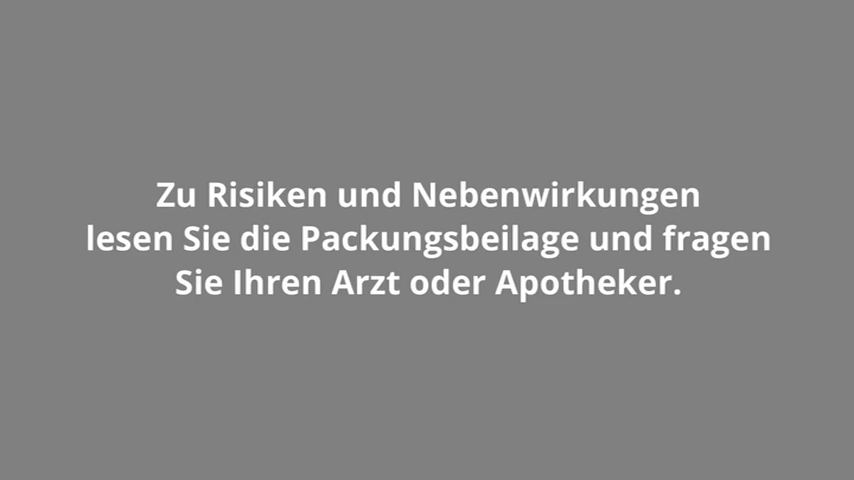 Zu Risiken und Nebenwirkungen
lesen Sie die Packungsbeilage und fragen
Sie Ihren Arzt oder Apotheker.